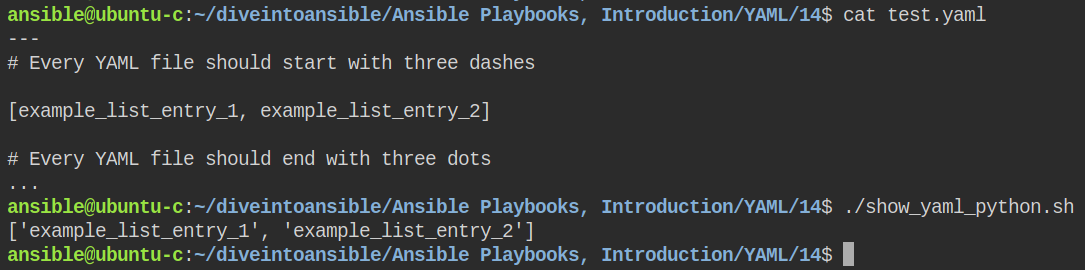 ansible@ubuntu-c:~/diveintoansible/Ansible Playbooks, Introduction/YAML/14$ cat test.yaml
---
# Every YAML file should start with three dashes
[example_list_entry_1, example_list_entry_2]
# Every YAML file should end with three dots
...
ansible@ubuntu-c:~/diveintoansible/Ansible Playbooks, Introduction/YAML/14$ ./show_yaml_python.sh
['example_list_entry_1', 'example_list_entry_2']
ansible@ubuntu-c:~/diveintoansible/Ansible Playbooks, Introduction/YAML/14$